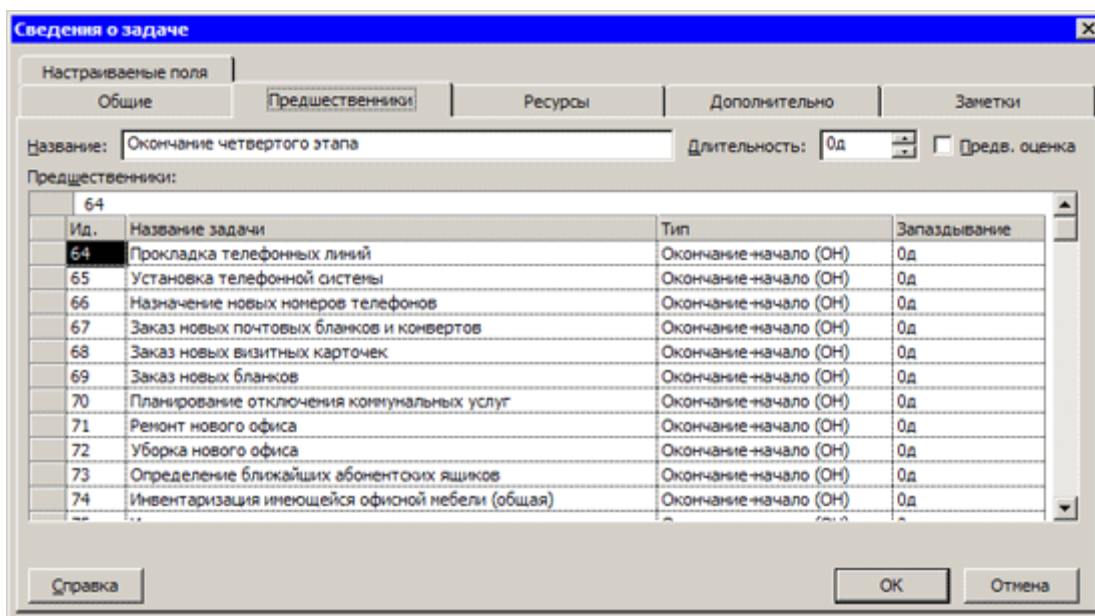 Сведения о задаче
Настраиваемые поля
Общие Предшественники Ресурсы Дополнительно Заметки
Название: Окончание четвертого этапа Длительность: 0д Предв. оценка
Предшественники:
64
Ид. Название задачи Тип Запаздывание
64 Прокладка телефонных линий Окончание-начало (ОН) 0д
65 Установка телефонной системы Окончание-начало (ОН) 0д
66 Назначение новых номеров телефонов Окончание-начало (ОН) 0д
67 Заказ новых почтовых бланков и конвертов Окончание-начало (ОН) 0д
68 Заказ новых визитных карточек Окончание-начало (ОН) 0д
69 Заказ новых бланков Окончание-начало (ОН) 0д
70 Планирование отключения коммунальных услуг Окончание-начало (ОН) 0д
71 Ремонт нового офиса Окончание-начало (ОН) 0д
72 Уборка нового офиса Окончание-начало (ОН) 0д
73 Определение ближайших абонентских ящиков Окончание-начало (ОН) 0д
74 Инвентаризация имеющейся офисной мебели (общая) Окончание-начало (ОН) 0д
Справка OK Отмена